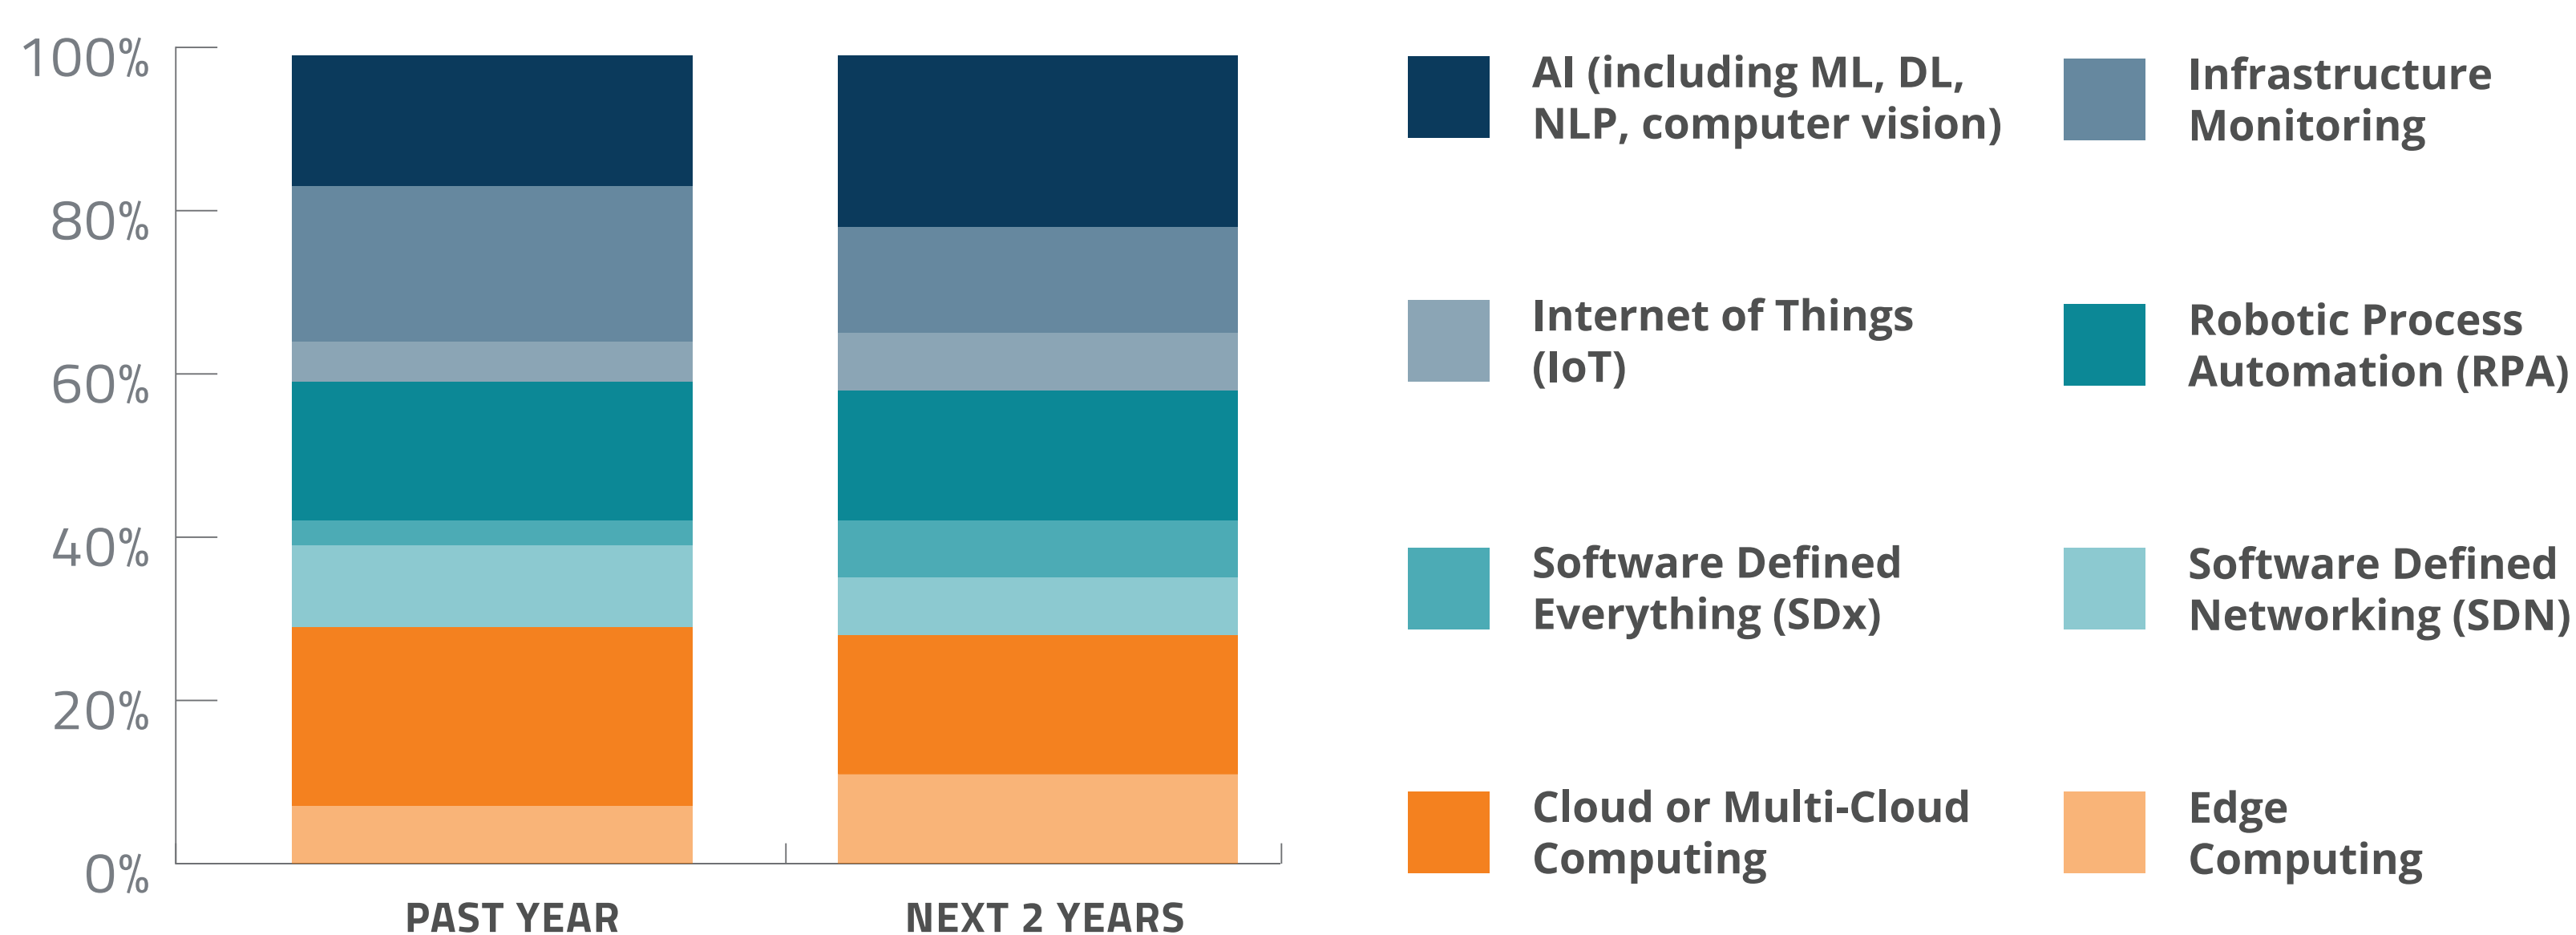 100%
80%
60%
40%
20%
0%
PAST YEAR
NEXT 2 YEARS
AI (including ML, DL,
NLP, computer vision)
Infrastructure
Monitoring
Internet of Things
(IoT)
Robotic Process
Automation (RPA)
Software Defined
Everything (SDx)
Software Defined
Networking (SDN)
Cloud or Multi-Cloud
Computing
Edge
Computing